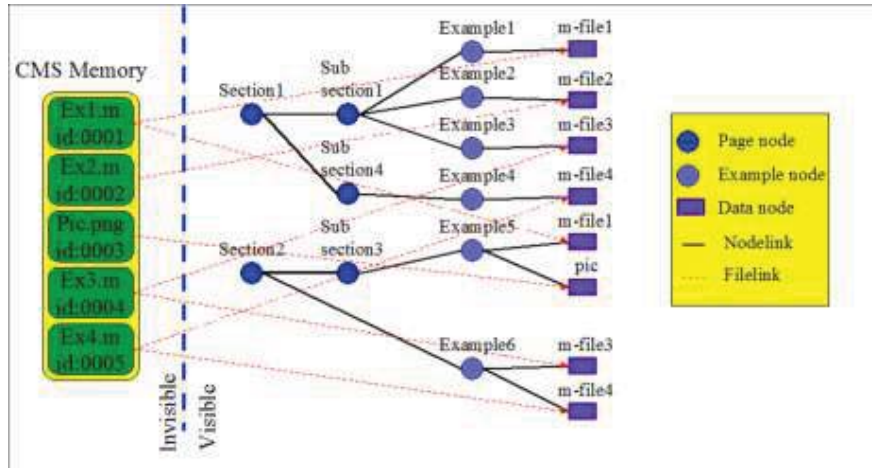 CMS Memory
Ex1.m
id:0001
Ex2.m
id:0002
Pic.png
id:0003
Ex3.m
id:0004
Ex4.m
id:0005
Invisible
Visible
Section1
Sub
section1
Sub
section4
Section2
Sub
section3
Example1
Example2
Example3
Example4
Example5
Example6
m-file1
m-file2
m-file3
m-file4
m-file1
pic
m-file3
m-file4
Page node
Example node
Data node
Nodelink
Filelink